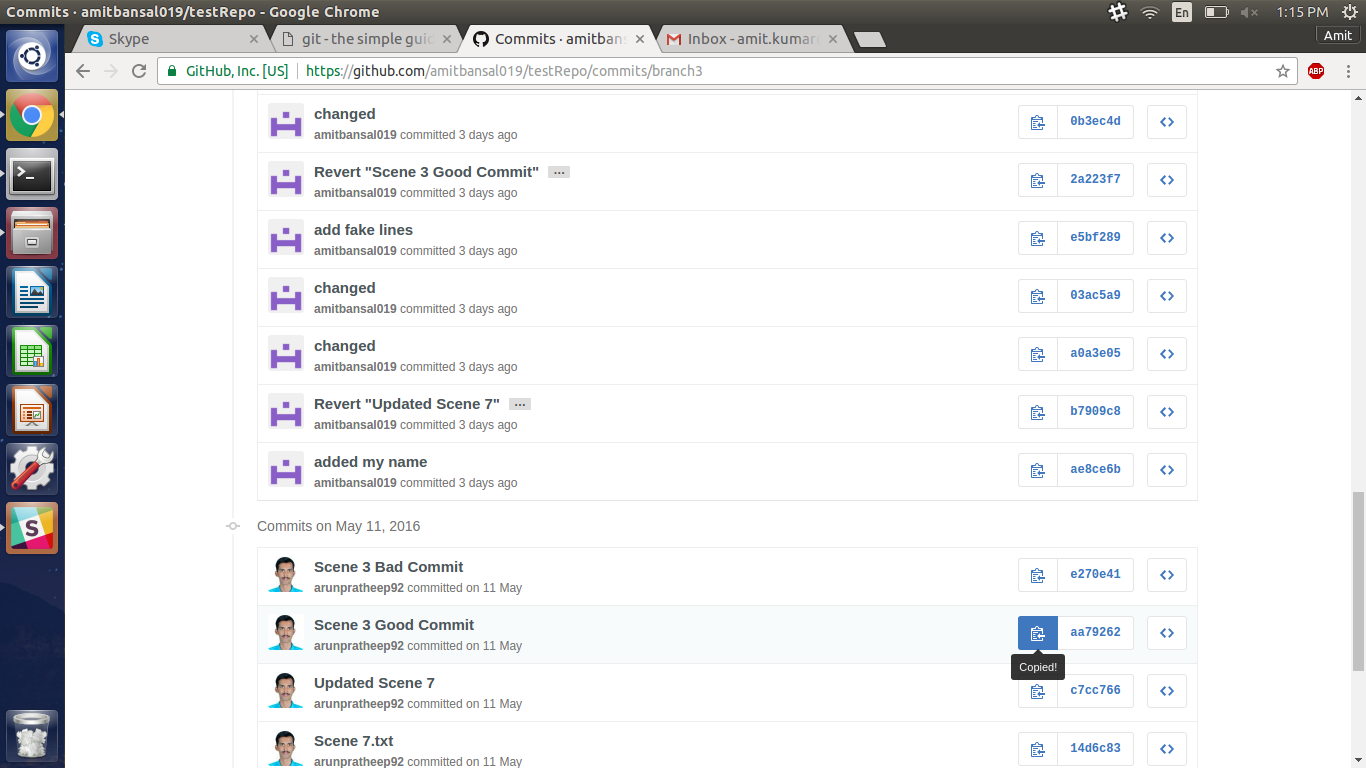 Commits · amitbansal019/testRepo - Google Chrome
En
1:15 PM
Skype
git - the simple guid
Commits · amitbans
Inbox - amit.kumar
Amit
GitHub, Inc. [US]
https://github.com/amitbansal019/testRepo/commits/branch3
ABP
changed
amitbansal019 committed 3 days ago
0b3ec4d
Revert "Scene 3 Good Commit" …
amitbansal019 committed 3 days ago
2a223f7
add fake lines
amitbansal019 committed 3 days ago
e5bf289
changed
amitbansal019 committed 3 days ago
03ac5a9
changed
amitbansal019 committed 3 days ago
a0a3e05
Revert "Updated Scene 7" …
amitbansal019 committed 3 days ago
b7909c8
added my name
amitbansal019 committed 3 days ago
ae8ce6b
Commits on May 11, 2016
Scene 3 Bad Commit
arunpratheep92 committed on 11 May
e270e41
Scene 3 Good Commit
arunpratheep92 committed on 11 May
aa79262
Copied!
Updated Scene 7
arunpratheep92 committed on 11 May
c7cc766
Scene 7.txt
arunpratheep92 committed on 11 May
14d6c83